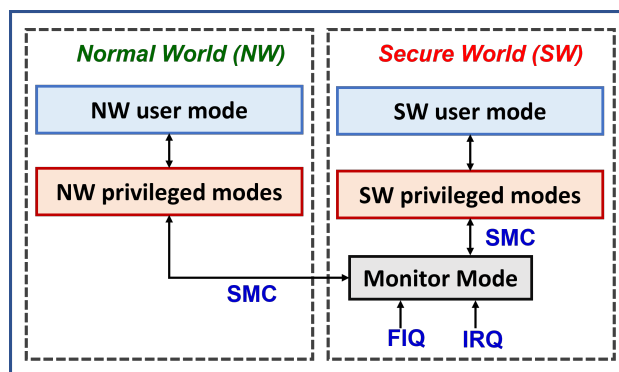 Normal World (NW)
Secure World (SW)
NW user mode
SW user mode
NW privileged modes
SW privileged modes
SMC
Monitor Mode
SMC
FIQ
IRQ